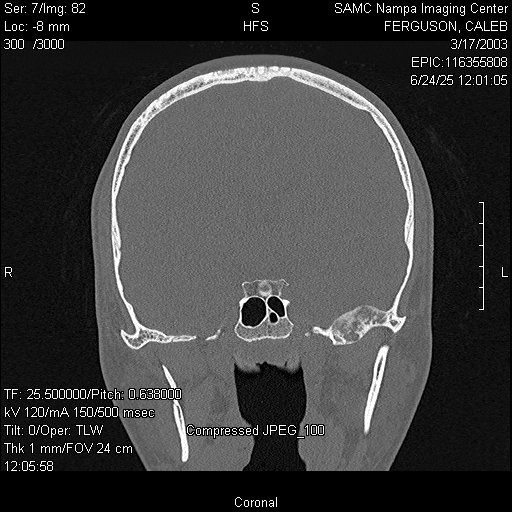 Ser: 7/Img: 82
Loc: -8 mm
300 /3000
S
HFS
SAMC Nampa Imaging Center
FERGUSON, CALEB
3/17/2003
EPIC:116355808
6/24/25 12:01:05
R
L
TF: 25.500000/Pitch: 0.638000
kV 120/mA 150/500 msec
Tilt: 0/Oper: TLW
Thk 1 mm/FOV 24 cm
12:05:58
Compressed JPEG_100
Coronal